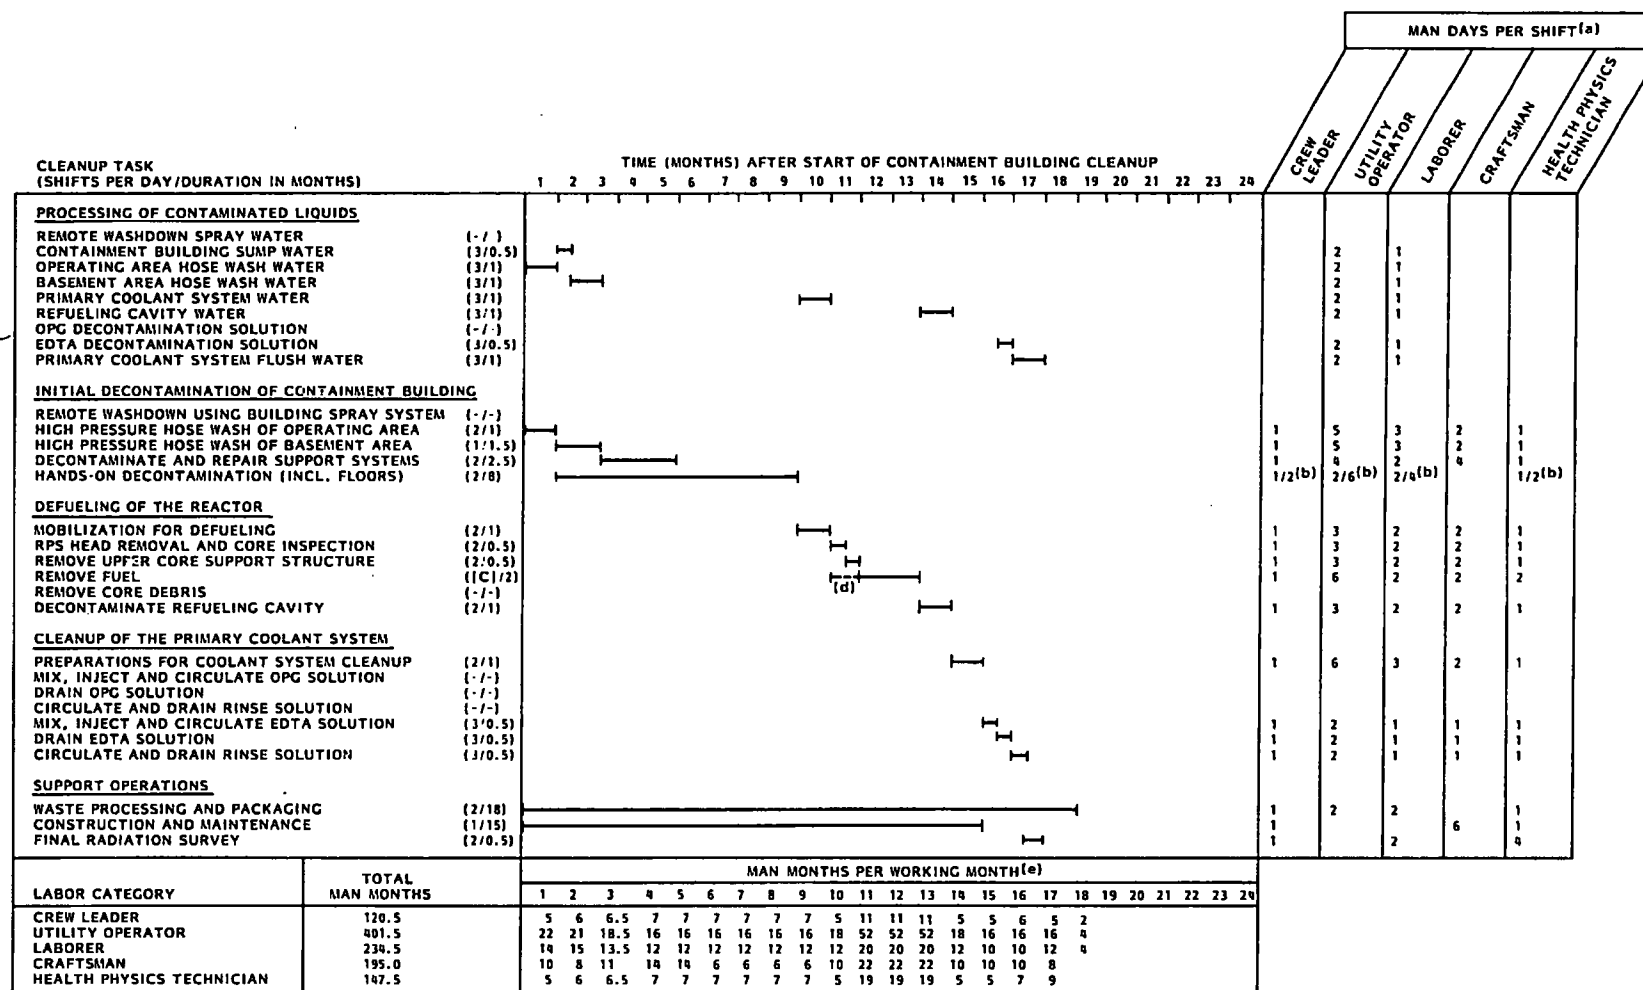 MAN DAYS PER SHIFT(a)
CREW LEADER
UTILITY OPERATOR
LABORER
CRAFTSMAN
HEALTH PHYSICS TECHNICIAN
CLEANUP TASK
(SHIFTS PER DAY/DURATION IN MONTHS)
TIME (MONTHS) AFTER START OF CONTAINMENT BUILDING CLEANUP
1 2 3 4 5 6 7 8 9 10 11 12 13 14 15 16 17 18 19 20 21 22 23 24
PROCESSING OF CONTAMINATED LIQUIDS
REMOTE WASHDOWN SPRAY WATER (-/ )
CONTAINMENT BUILDING SUMP WATER (3/0.5) 2 1
OPERATING AREA HOSE WASH WATER (3/1) 2 1
BASEMENT AREA HOSE WASH WATER (3/1) 2 1
PRIMARY COOLANT SYSTEM WATER (3/1) 2 1
REFUELING CAVITY WATER (3/1) 2 1
OPG DECONTAMINATION SOLUTION (-/-)
EDTA DECONTAMINATION SOLUTION (3/0.5) 2 1
PRIMARY COOLANT SYSTEM FLUSH WATER (3/1) 2 1
INITIAL DECONTAMINATION OF CONTAINMENT BUILDING
REMOTE WASHDOWN USING BUILDING SPRAY SYSTEM (-/-)
HIGH PRESSURE HOSE WASH OF OPERATING AREA (2/1) 1 5 3 2 1
HIGH PRESSURE HOSE WASH OF BASEMENT AREA (1/1.5) 1 5 3 2 1
DECONTAMINATE AND REPAIR SUPPORT SYSTEMS (2/2.5) 1 4 2 4 1
HANDS-ON DECONTAMINATION (INCL. FLOORS) (2/8) 1/2(b) 2/6(b) 2/4(b) 1/2(b)
DEFUELING OF THE REACTOR
MOBILIZATION FOR DEFUELING (2/1) 1 3 2 2 1
RPS HEAD REMOVAL AND CORE INSPECTION (2/0.5) 1 3 2 2 1
REMOVE UPPER CORE SUPPORT STRUCTURE (2/0.5) 1 3 2 2 1
REMOVE FUEL ([C]/2) (d) 1 6 2 2 2
REMOVE CORE DEBRIS (-/-)
DECONTAMINATE REFUELING CAVITY (2/1) 1 3 2 2 1
CLEANUP OF THE PRIMARY COOLANT SYSTEM
PREPARATIONS FOR COOLANT SYSTEM CLEANUP (2/1) 1 6 3 2 1
MIX, INJECT AND CIRCULATE OPG SOLUTION (-/-)
DRAIN OPG SOLUTION (-/-)
CIRCULATE AND DRAIN RINSE SOLUTION (-/-)
MIX, INJECT AND CIRCULATE EDTA SOLUTION (3/0.5) 1 2 1 1 1
DRAIN EDTA SOLUTION (3/0.5) 1 2 1 1 1
CIRCULATE AND DRAIN RINSE SOLUTION (3/0.5) 1 2 1 1 1
SUPPORT OPERATIONS
WASTE PROCESSING AND PACKAGING (2/18) 1 2 2 1
CONSTRUCTION AND MAINTENANCE (1/15) 1 6 1
FINAL RADIATION SURVEY (2/0.5) 1 2 4
LABOR CATEGORY
TOTAL MAN MONTHS
MAN MONTHS PER WORKING MONTH(e)
1 2 3 4 5 6 7 8 9 10 11 12 13 14 15 16 17 18 19 20 21 22 23 24
CREW LEADER 120.5 5 6 6.5 7 7 7 7 7 7 5 11 11 11 5 5 6 5 2
UTILITY OPERATOR 401.5 22 21 18.5 16 16 16 16 16 16 18 52 52 52 18 16 16 16 4
LABORER 234.5 14 15 13.5 12 12 12 12 12 12 12 20 20 20 12 10 10 12 4
CRAFTSMAN 195.0 10 8 11 14 14 6 6 6 6 10 22 22 22 10 10 10 8
HEALTH PHYSICS TECHNICIAN 147.5 5 6 6.5 7 7 7 7 7 7 5 19 19 19 5 5 7 9